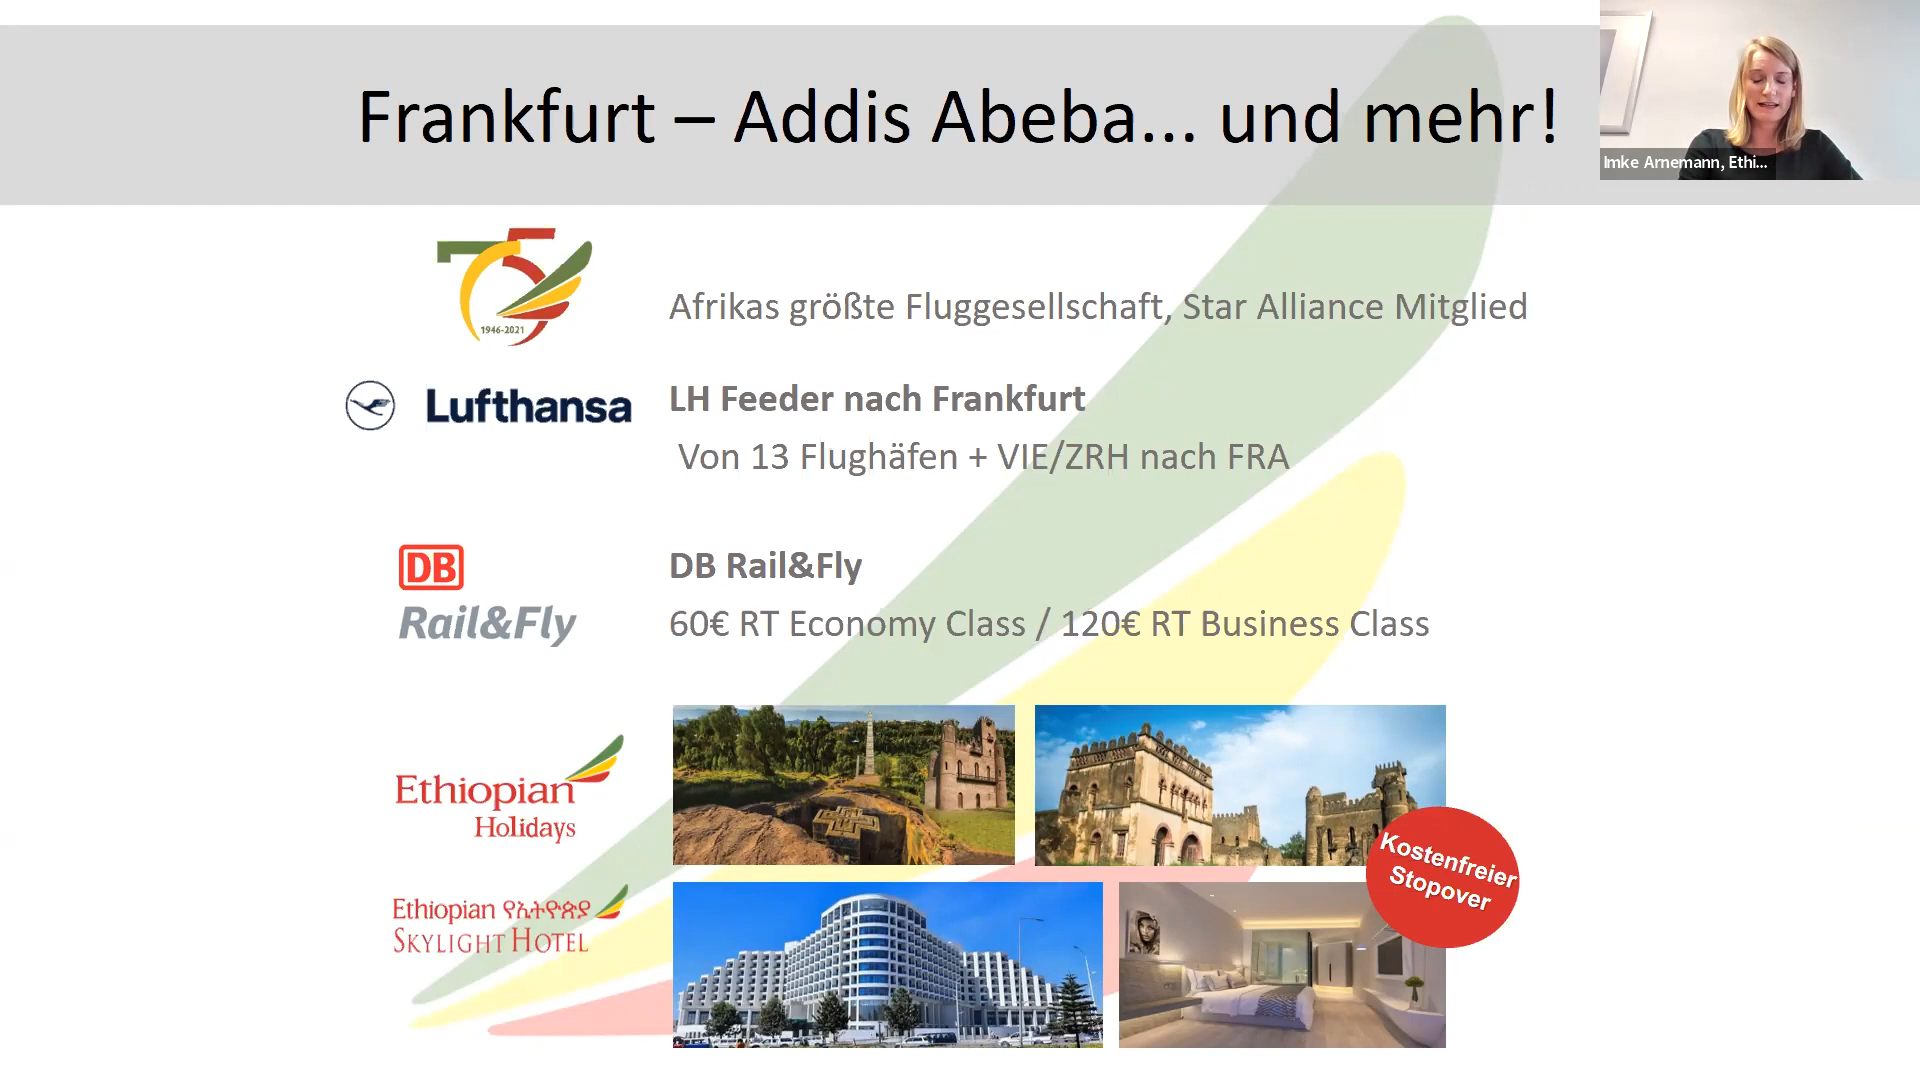 Frankfurt – Addis Abeba... und mehr!
Imke Arnemann, Ethi...
75
1946-2021
Afrikas größte Fluggesellschaft, Star Alliance Mitglied
Lufthansa
LH Feeder nach Frankfurt
Von 13 Flughäfen + VIE/ZRH nach FRA
DB
Rail&Fly
DB Rail&Fly
60€ RT Economy Class / 120€ RT Business Class
Ethiopian
Holidays
Kostenfreier
Stopover
Ethiopian የኢትዮጵያ
SKYLIGHT HOTEL